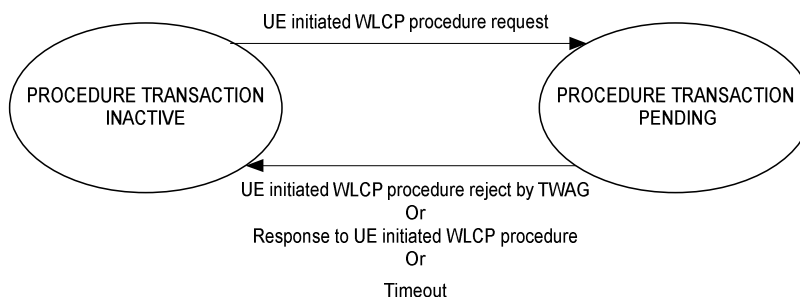 UE initiated WLCP procedure request
PROCEDURE TRANSACTION
INACTIVE
PROCEDURE TRANSACTION
PENDING
UE initiated WLCP procedure reject by TWAG
Or
Response to UE initiated WLCP procedure
Or
Timeout